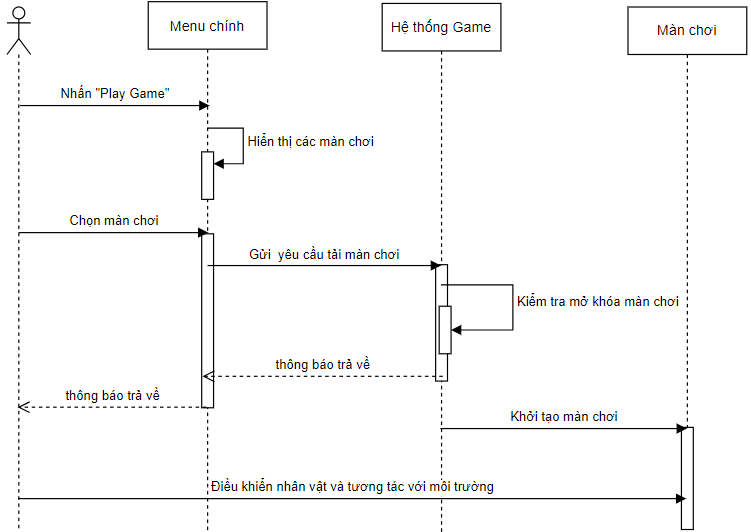 Menu chính
Hệ thống Game
Màn chơi
Nhấn "Play Game"
Hiển thị các màn chơi
Chọn màn chơi
Gửi yêu cầu tải màn chơi
Kiểm tra mở khóa màn chơi
thông báo trả về
thông báo trả về
Khởi tạo màn chơi
Điều khiển nhân vật và tương tác với môi trường